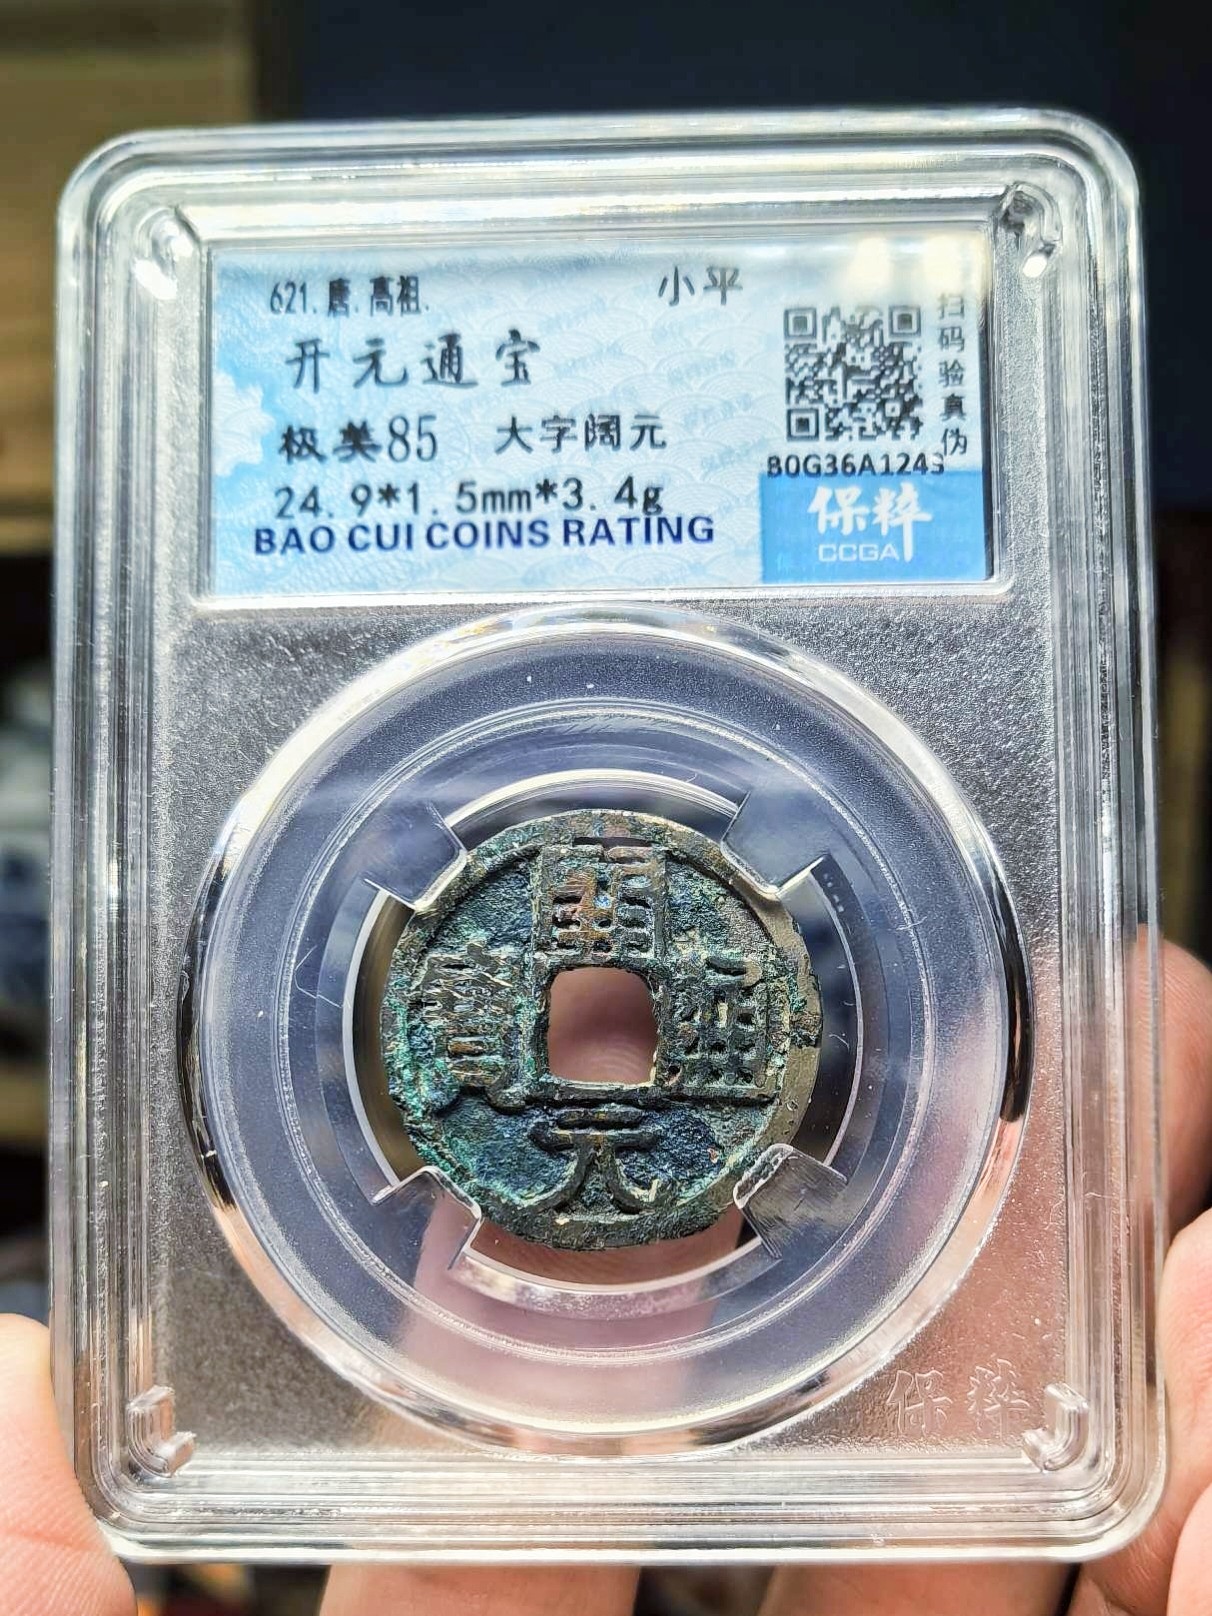 621.唐.高祖.
小平
开元通宝
极美85 大字阔元
24.9*1.5mm*3.4g
BAO CUI COINS RATING
扫码验真伪
80G36A1243
保粹
CCGA
開元通寶
保粹